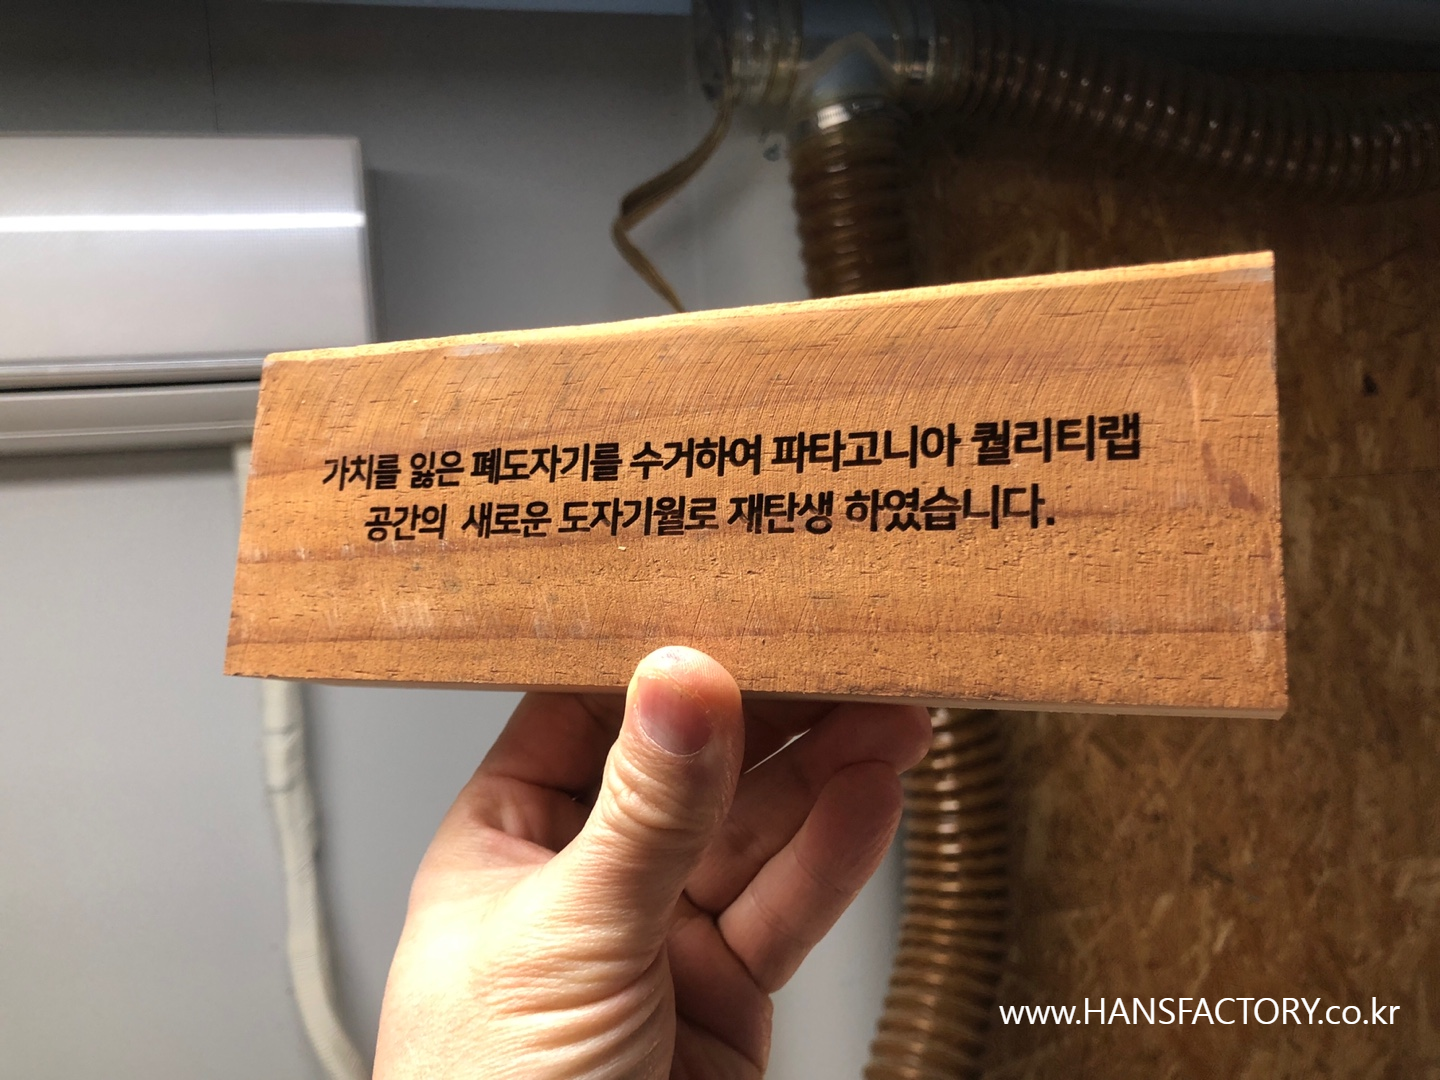 가치를 잃은 폐도자기를 수거하여 파타고니아 퀄리티랩
공간의 새로운 도자기월로 재탄생 하였습니다.
www.HANSFACTORY.co.kr